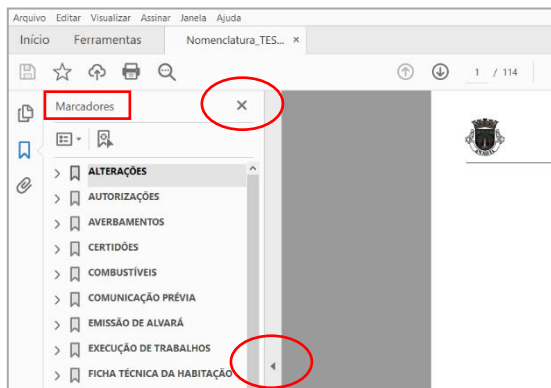 Arquivo Editar Visualizar Assinar Janela Ajuda
Início Ferramentas Nomenclatura_TES... ×
1 / 114
Marcadores ×
ALTERAÇÕES
AUTORIZAÇÕES
AVERBAMENTOS
CERTIDÕES
COMBUSTÍVEIS
COMUNICAÇÃO PRÉVIA
EMISSÃO DE ALVARÁ
EXECUÇÃO DE TRABALHOS
FICHA TÉCNICA DA HABITAÇÃO